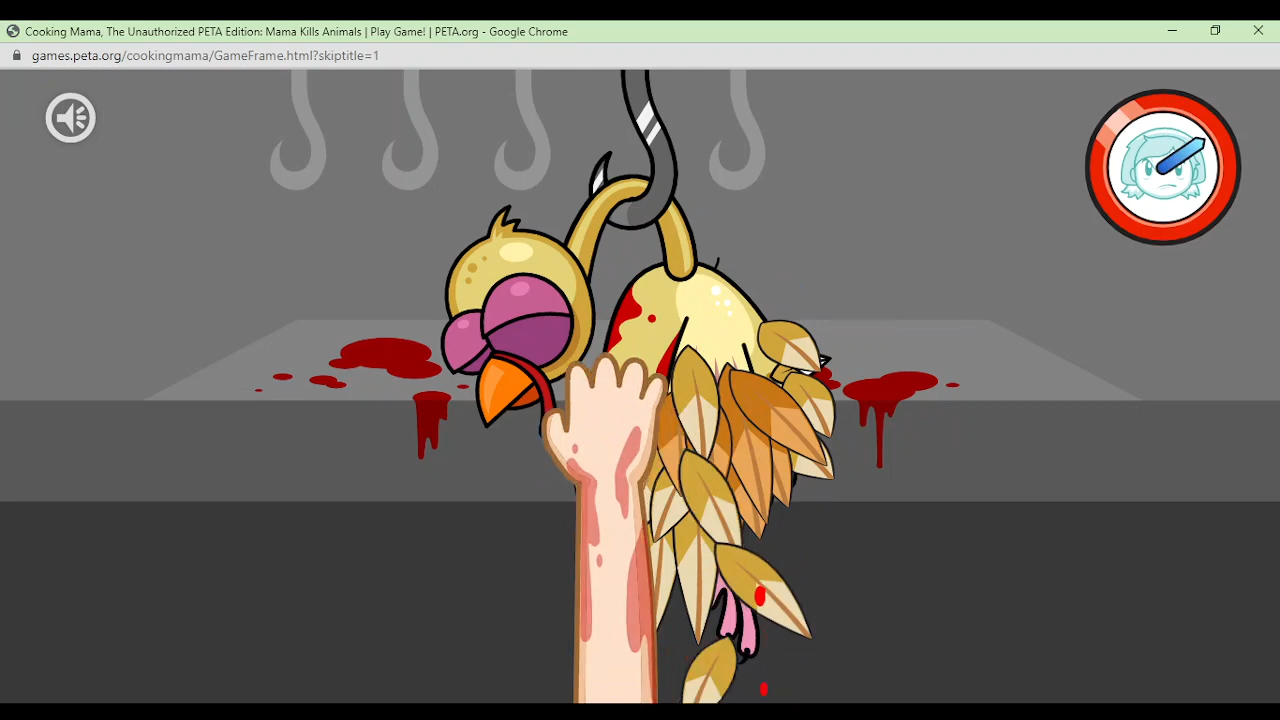 Cooking Mama, The Unauthorized PETA Edition: Mama Kills Animals | Play Game! | PETA.org - Google Chrome
games.peta.org/cookingmama/GameFrame.html?skiptitle=1